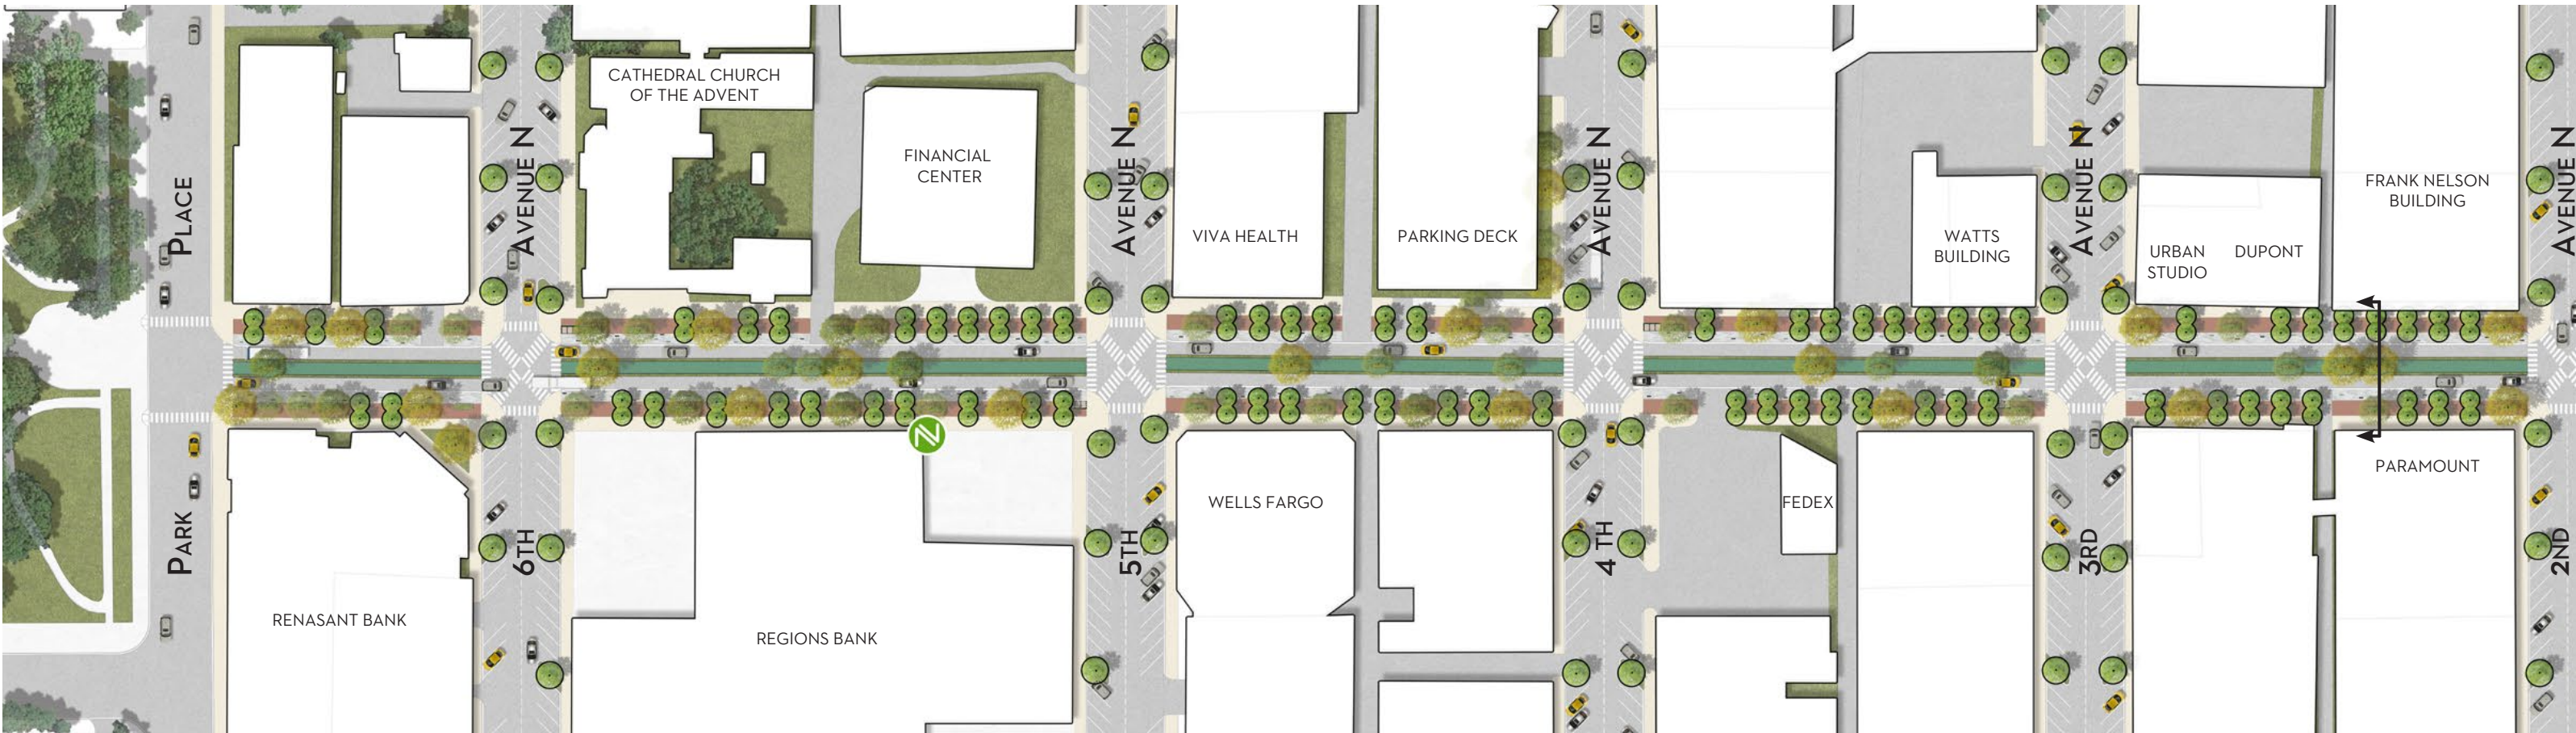 CATHEDRAL CHURCH
OF THE ADVENT
FINANCIAL
CENTER
VIVA HEALTH
PARKING DECK
WATTS
BUILDING
URBAN
STUDIO
DUPONT
FRANK NELSON
BUILDING
PARK PLACE
6TH AVENUE N
5TH AVENUE N
4 TH AVENUE N
3RD AVENUE N
2ND AVENUE N
N
RENASANT BANK
REGIONS BANK
WELLS FARGO
FEDEX
PARAMOUNT